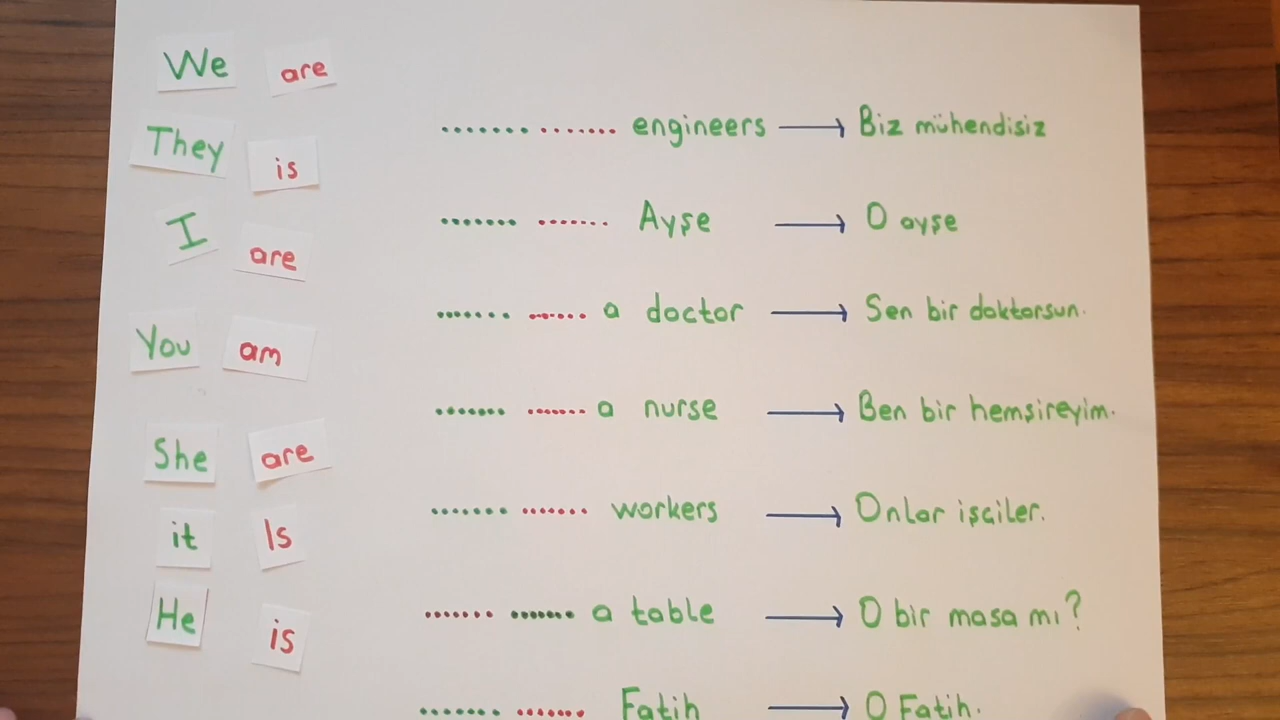 We are
They is
I are
You am
She are
it Is
He is
....... ....... engineers → Biz mühendisiz
....... ....... Ayşe → O ayşe
....... ....... a doctor → Sen bir doktorsun.
....... ....... a nurse → Ben bir hemşireyim.
....... ....... workers → Onlar işçiler.
....... ....... a table → O bir masa mı?
....... ....... Fatih → O Fatih.